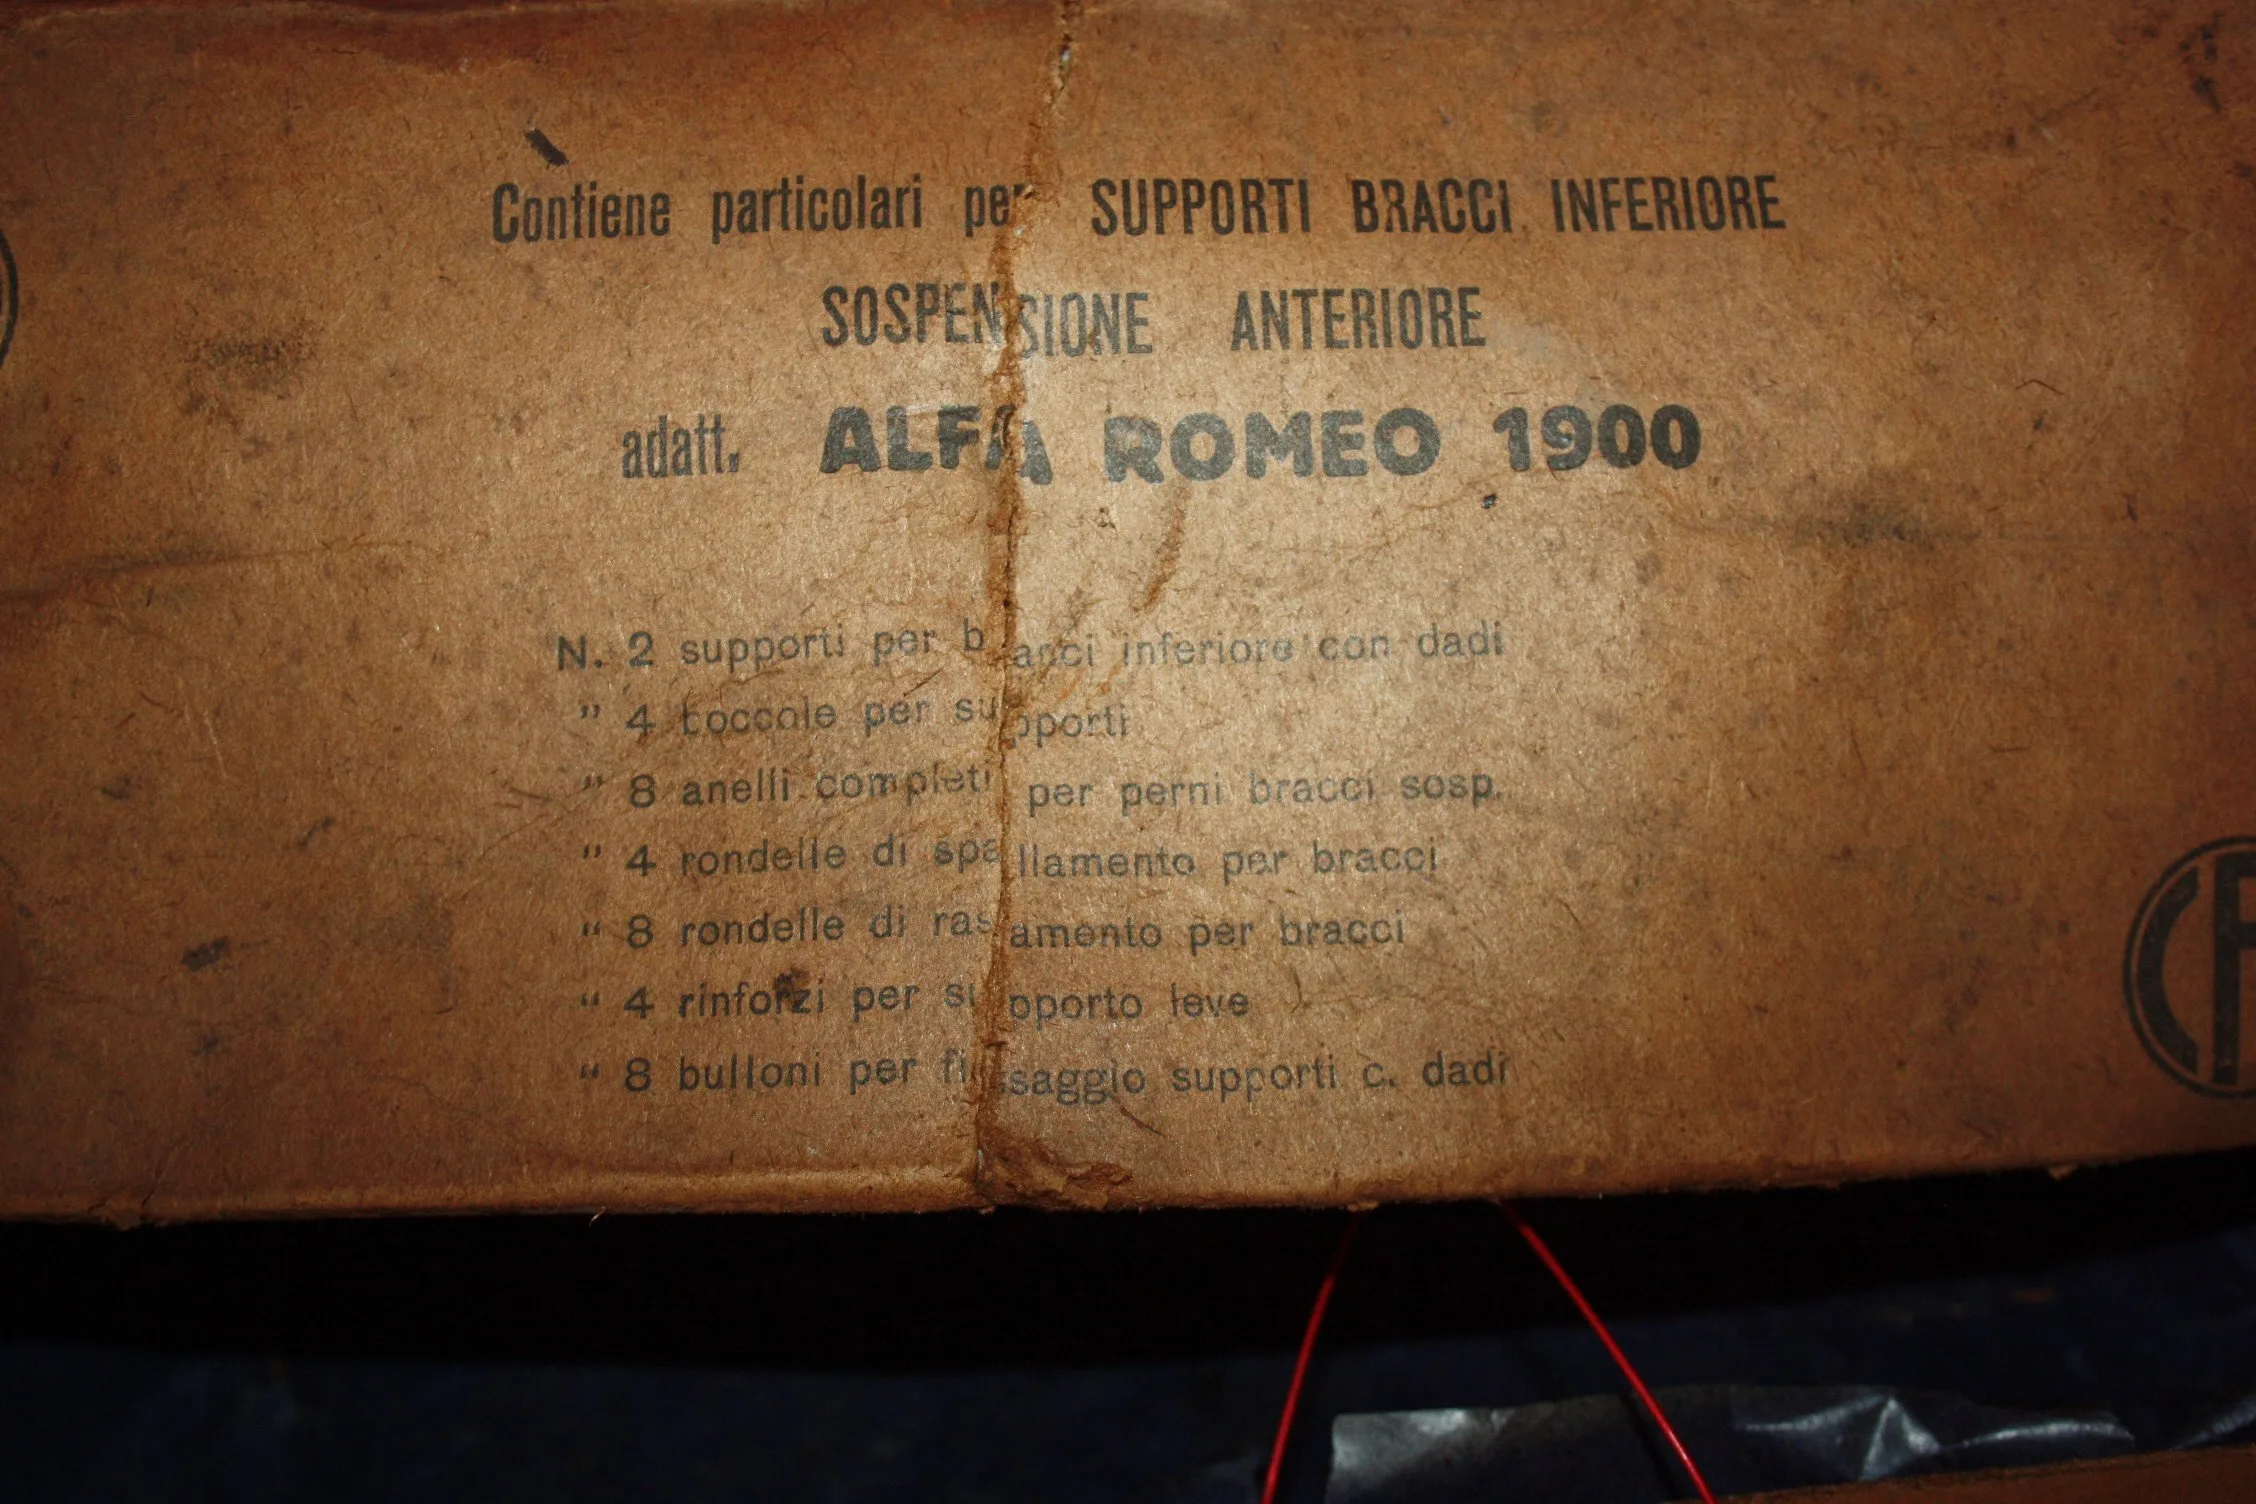 Contiene particolari per SUPPORTI BRACCI INFERIORE
SOSPENSIONE ANTERIORE
adatt. ALFA ROMEO 1900
N. 2 supporti per bracci inferiore con dadi
" 4 boccole per supporti
" 8 anelli completi per perni bracci sosp.
" 4 rondelle di spallamento per bracci
" 8 rondelle di rasamento per bracci
" 4 rinforzi per supporto leve
" 8 bulloni per fissaggio supporti c. dadi